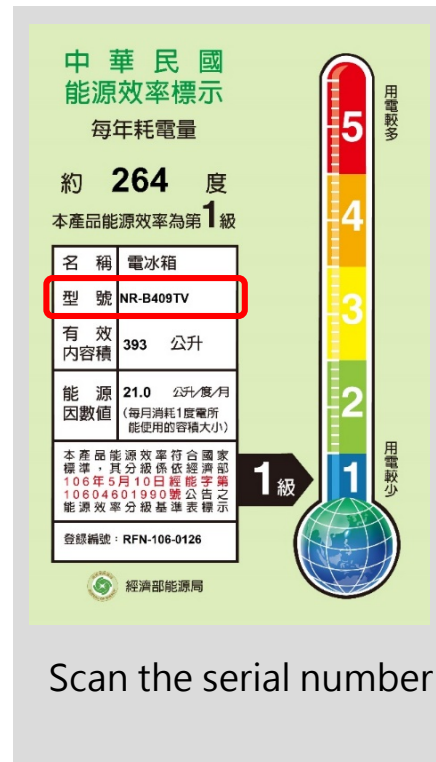 中華民國
能源效率標示
每年耗電量
約 264 度
本產品能源效率為第1級
名稱 電冰箱
型號 NR-B409TV
有效內容積 393 公升
能源因數值 21.0 公升/度/月
(每月消耗1度電所
能使用的容積大小)
本產品能源效率符合國家
標準，其分級係依經濟部
106年5月10日經能字第
10604601990號公告之
能源效率分級基準表標示
登錄編號：RFN-106-0126
經濟部能源局
用電較多
5
4
3
2
1
用電較少
1級
Scan the serial number